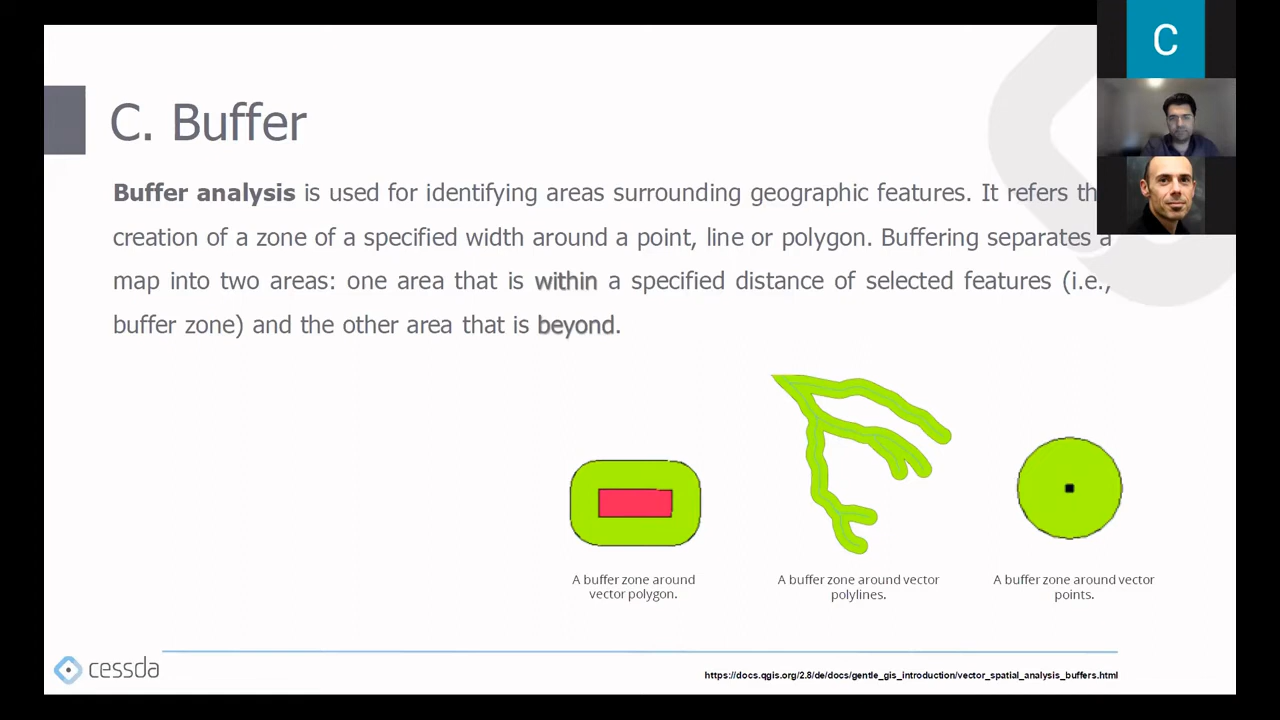 C
C. Buffer
Buffer analysis is used for identifying areas surrounding geographic features. It refers
creation of a zone of a specified width around a point, line or polygon. Buffering separates a
map into two areas: one area that is within a specified distance of selected features (i.e.,
buffer zone) and the other area that is beyond.
A buffer zone around
vector polygon.
A buffer zone around vector
polylines.
A buffer zone around vector
points.
cessda
https://docs.qgis.org/2.8/de/docs/gentle_gis_introduction/vector_spatial_analysis_buffers.html